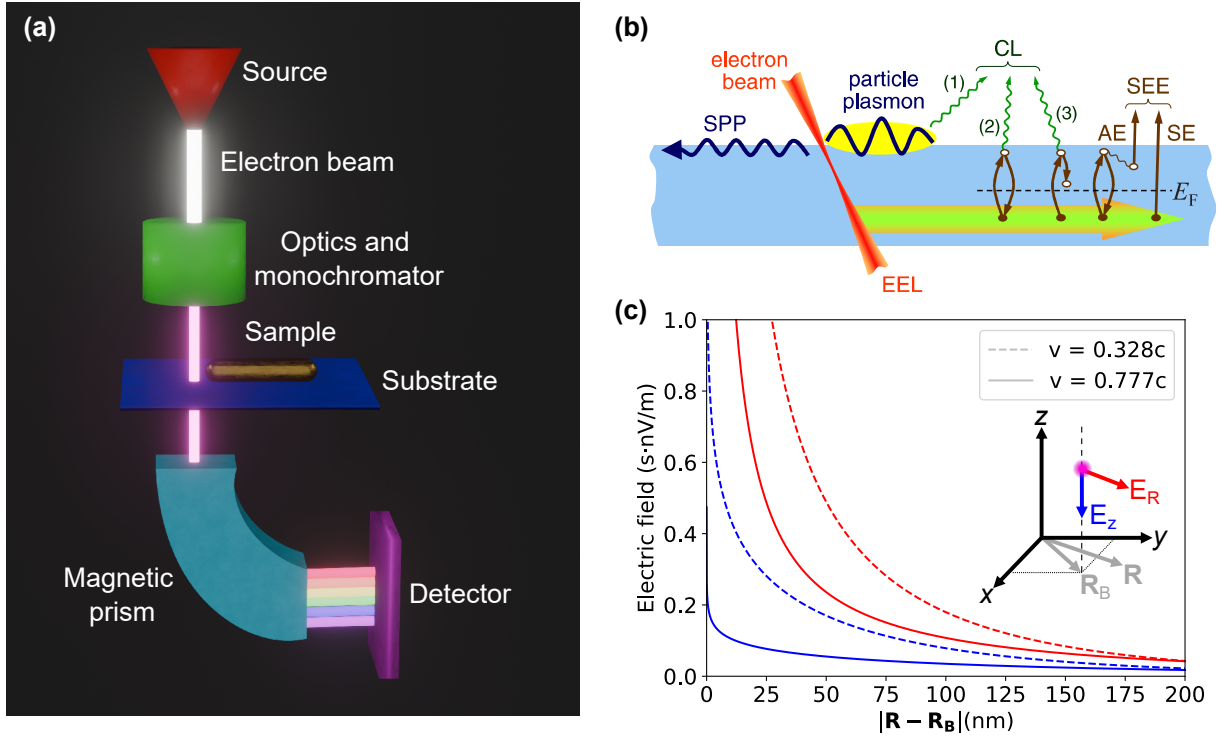 (a)
Source
Electron beam
Optics and
monochromator
Sample
Substrate
Magnetic
prism
Detector
(b)
electron
beam
particle
plasmon
SPP
CL
(1)
(2)
(3)
SEE
AE
SE
E_F
EEL
(c)
Electric field (s·nV/m)
1.0
0.8
0.6
0.4
0.2
0.0
0
25
50
75
100
125
150
175
200
|R − R_B|(nm)
v = 0.328c
v = 0.777c
z
E_R
E_z
y
R
R_B
x